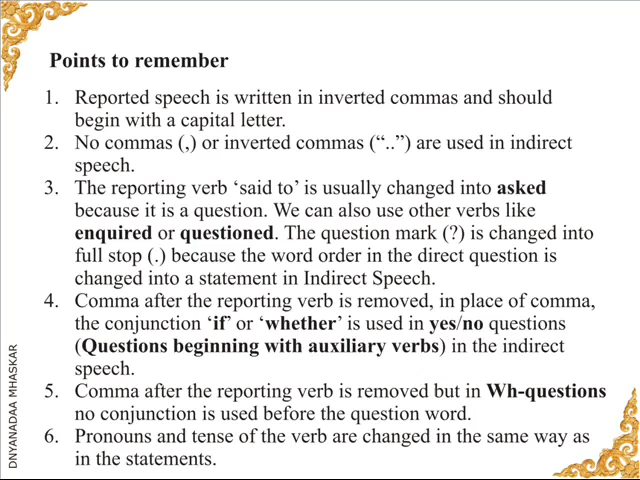 Points to remember
1. Reported speech is written in inverted commas and should
begin with a capital letter.
2. No commas (,) or inverted commas (“..”) are used in indirect
speech.
3. The reporting verb ‘said to’ is usually changed into asked
because it is a question. We can also use other verbs like
enquired or questioned. The question mark (?) is changed into
full stop (.) because the word order in the direct question is
changed into a statement in Indirect Speech.
4. Comma after the reporting verb is removed, in place of comma,
the conjunction ‘if’ or ‘whether’ is used in yes/no questions
(Questions beginning with auxiliary verbs) in the indirect
speech.
5. Comma after the reporting verb is removed but in Wh-questions
no conjunction is used before the question word.
6. Pronouns and tense of the verb are changed in the same way as
in the statements.
DNYANADAA MHASKAR